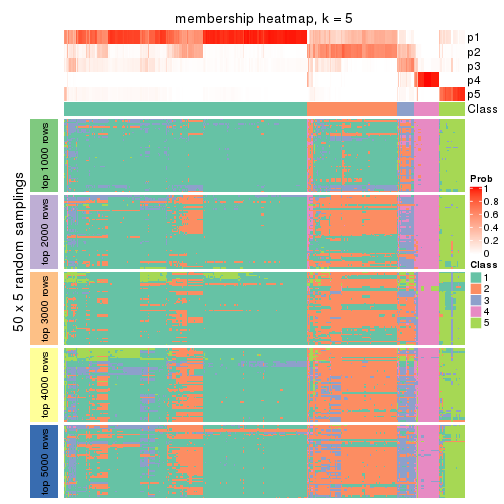 membership heatmap, k = 5
p1
p2
p3
p4
p5
Class
50 x 5 random samplings
top 1000 rows
top 2000 rows
top 3000 rows
top 4000 rows
top 5000 rows
Prob
1
0.8
0.6
0.4
0.2
0
Class
1
2
3
4
5